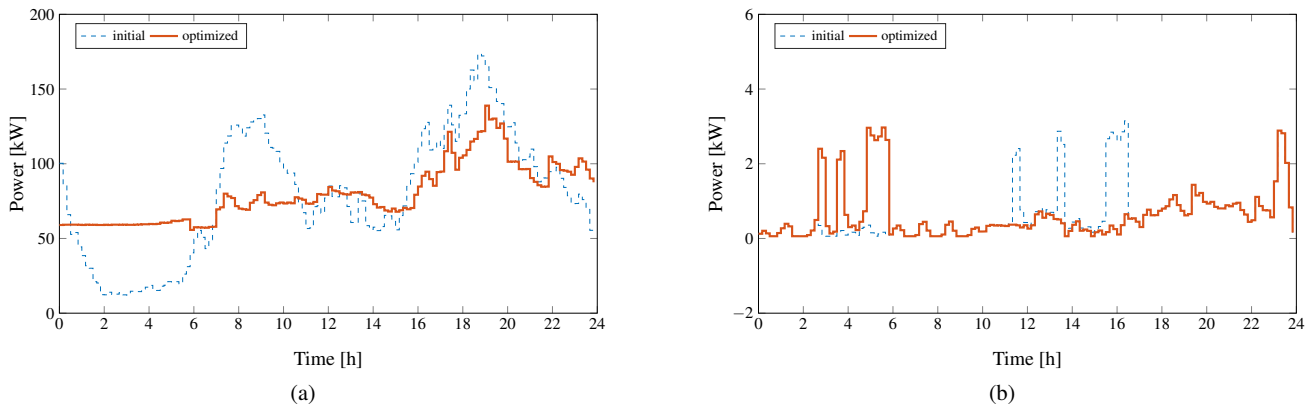 200
150
100
50
0
Power [kW]
initial optimized
0 2 4 6 8 10 12 14 16 18 20 22 24
Time [h]
(a)
6
4
2
0
−2
Power [kW]
initial optimized
0 2 4 6 8 10 12 14 16 18 20 22 24
Time [h]
(b)